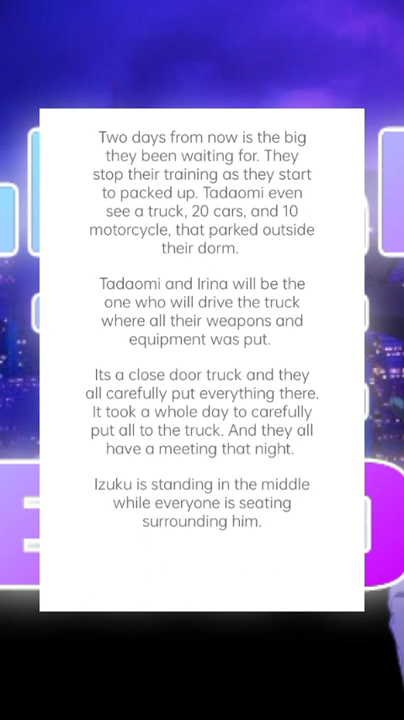 Two days from now is the big
they been waiting for. They
stop their training as they start
to packed up. Tadaomi even
see a truck, 20 cars, and 10
motorcycle, that parked outside
their dorm.
Tadaomi and Irina will be the
one who will drive the truck
where all their weapons and
equipment was put.
Its a close door truck and they
all carefully put everything there.
It took a whole day to carefully
put all to the truck. And they all
have a meeting that night.
Izuku is standing in the middle
while everyone is seating
surrounding him.